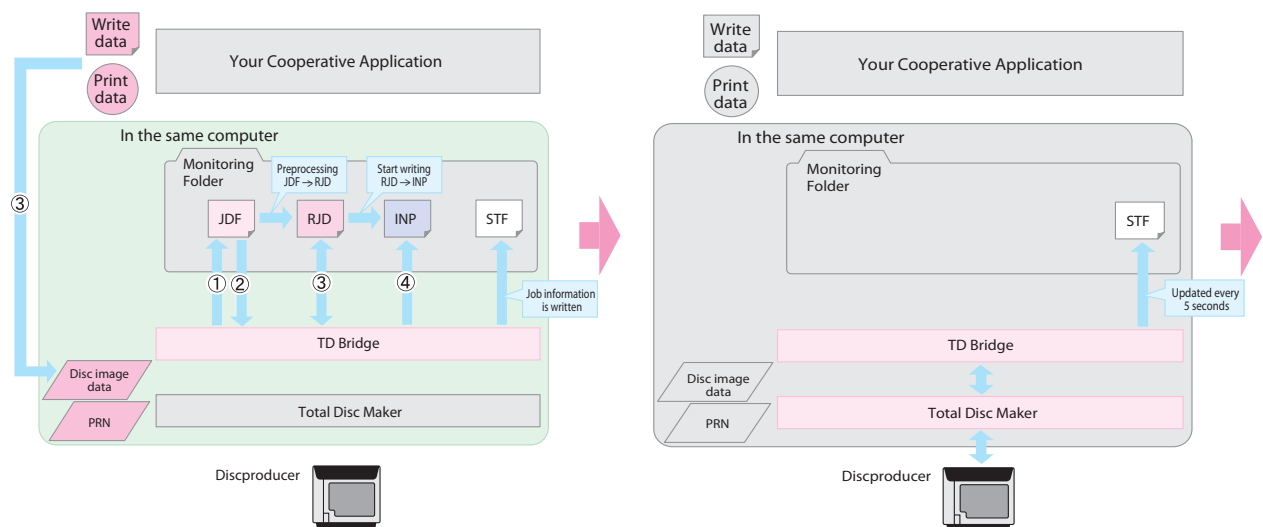 Write
data
Your Cooperative Application
Print
data
In the same computer
Monitoring
Folder
Preprocessing
JDF → RJD
Start writing
RJD → INP
③
JDF
RJD
INP
STF
①
②
③
④
Job information
is written
TD Bridge
Disc image
data
Total Disc Maker
PRN
Discproducer
Write
data
Your Cooperative Application
Print
data
In the same computer
Monitoring
Folder
STF
Updated every
5 seconds
TD Bridge
Disc image
data
Total Disc Maker
PRN
Discproducer